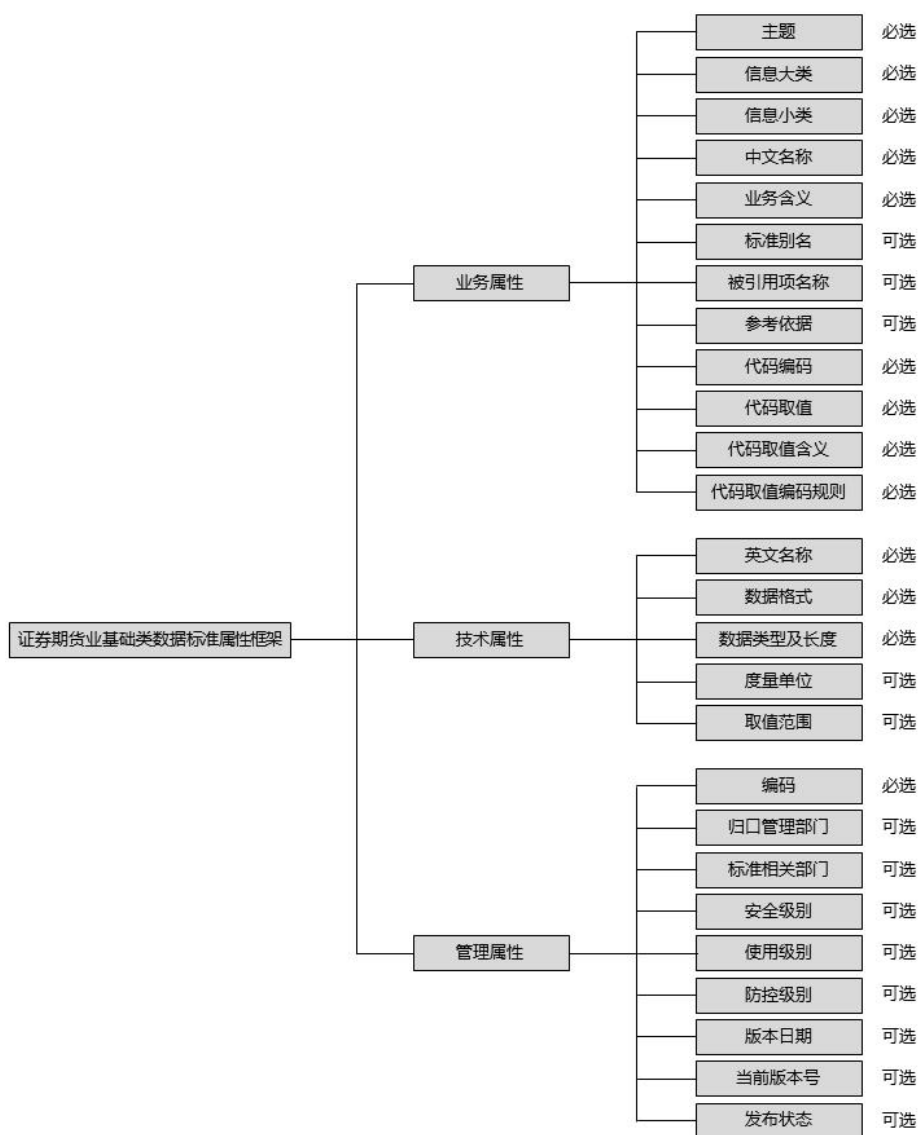 主题 必选
信息大类 必选
信息小类 必选
中文名称 必选
业务含义 必选
标准别名 可选
业务属性 被引用项名称 可选
参考依据 可选
代码编码 必选
代码取值 必选
代码取值含义 必选
代码取值编码规则 必选
英文名称 必选
数据格式 必选
证券期货业基础类数据标准属性框架 技术属性 数据类型及长度 必选
度量单位 可选
取值范围 可选
编码 必选
归口管理部门 可选
标准相关部门 可选
安全级别 可选
管理属性 使用级别 可选
防控级别 可选
版本日期 可选
当前版本号 可选
发布状态 可选